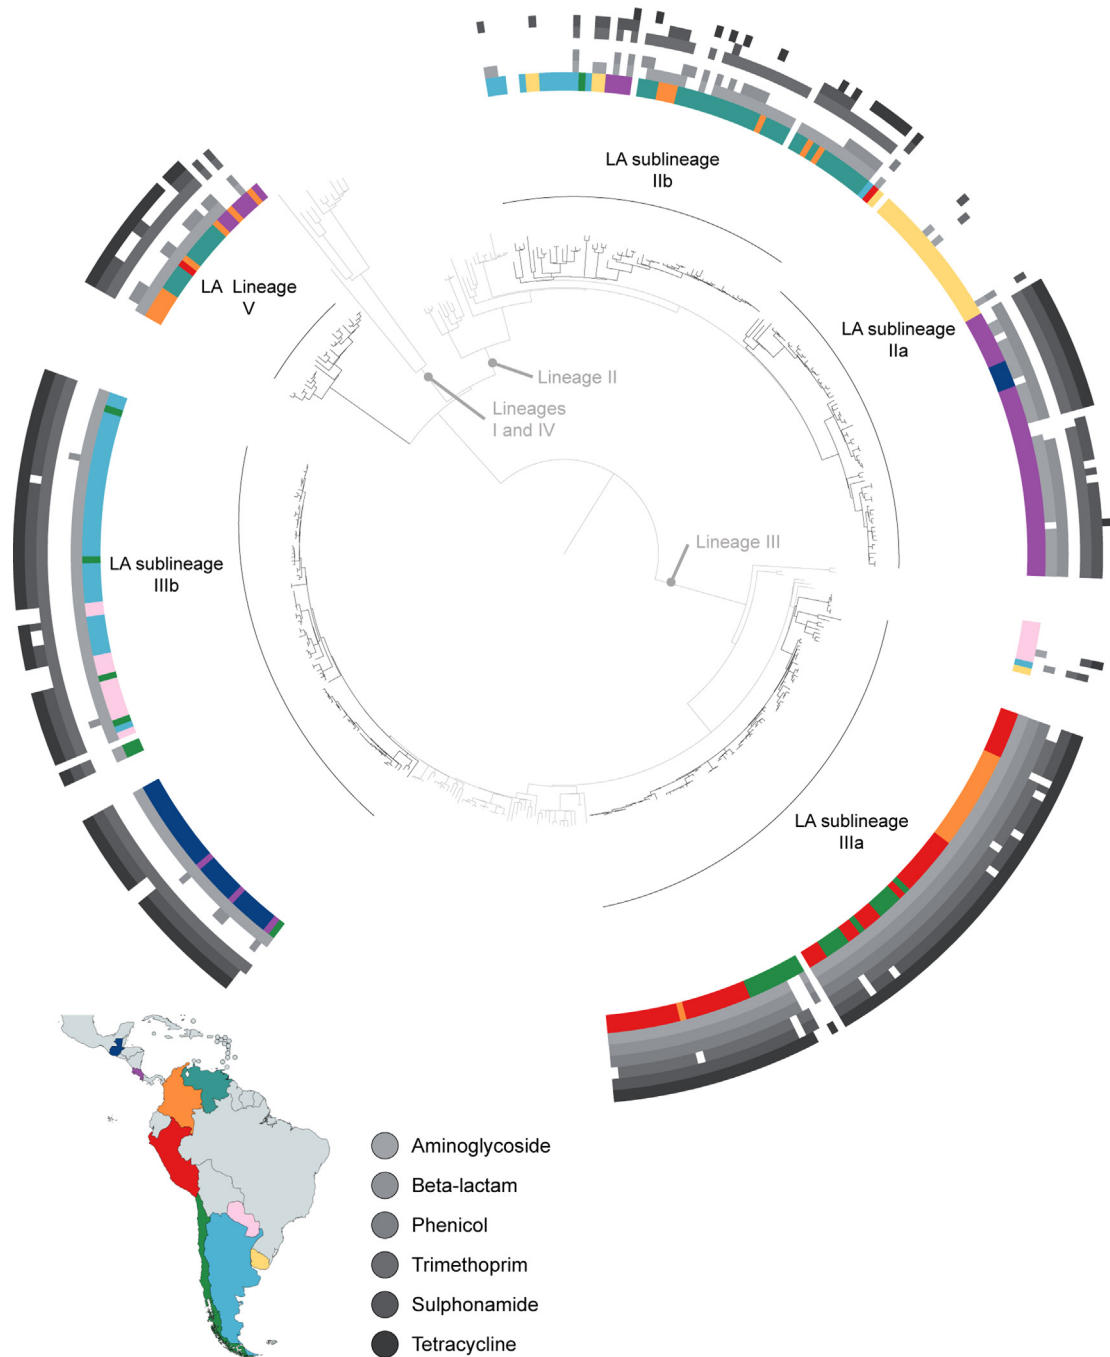 LA sublineage
IIb
LA Lineage
V
LA sublineage
IIa
Lineage II
Lineages
I and IV
Lineage III
LA sublineage
IIIb
LA sublineage
IIIa
Aminoglycoside
Beta-lactam
Phenicol
Trimethoprim
Sulphonamide
Tetracycline